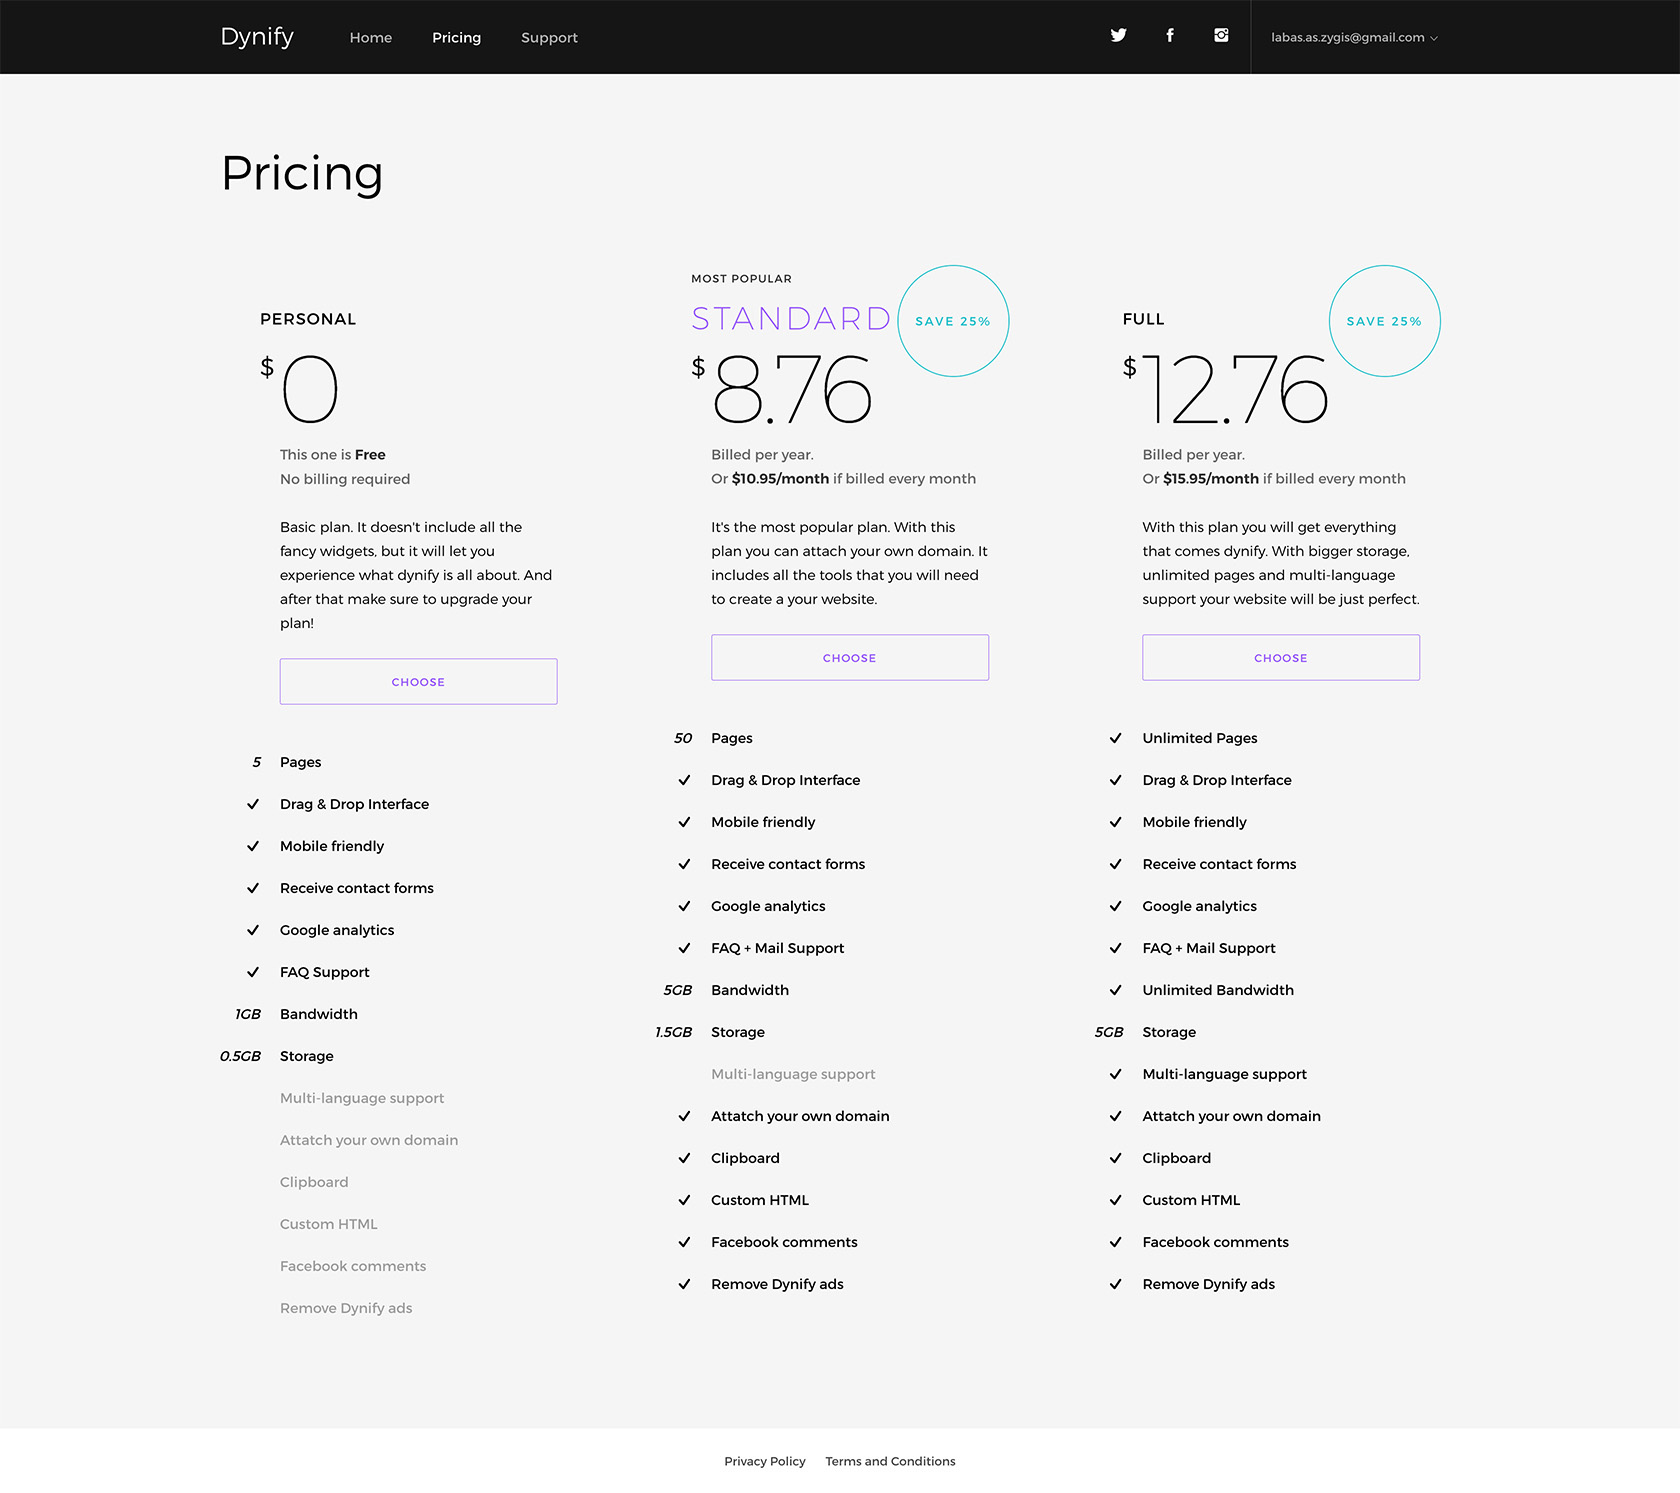 Dynify
Home Pricing Support
labas.as.zygis@gmail.com
Pricing
PERSONAL
$0
This one is Free
No billing required
Basic plan. It doesn't include all the
fancy widgets, but it will let you
experience what dynify is all about. And
after that make sure to upgrade your
plan!
CHOOSE
5 Pages
Drag & Drop Interface
Mobile friendly
Receive contact forms
Google analytics
FAQ Support
1GB Bandwidth
0.5GB Storage
Multi-language support
Attatch your own domain
Clipboard
Custom HTML
Facebook comments
Remove Dynify ads
MOST POPULAR
STANDARD
SAVE 25%
$8.76
Billed per year.
Or $10.95/month if billed every month
It's the most popular plan. With this
plan you can attach your own domain. It
includes all the tools that you will need
to create a your website.
CHOOSE
50 Pages
Drag & Drop Interface
Mobile friendly
Receive contact forms
Google analytics
FAQ + Mail Support
5GB Bandwidth
1.5GB Storage
Multi-language support
Attatch your own domain
Clipboard
Custom HTML
Facebook comments
Remove Dynify ads
FULL
SAVE 25%
$12.76
Billed per year.
Or $15.95/month if billed every month
With this plan you will get everything
that comes dynify. With bigger storage,
unlimited pages and multi-language
support your website will be just perfect.
CHOOSE
Unlimited Pages
Drag & Drop Interface
Mobile friendly
Receive contact forms
Google analytics
FAQ + Mail Support
Unlimited Bandwidth
5GB Storage
Multi-language support
Attatch your own domain
Clipboard
Custom HTML
Facebook comments
Remove Dynify ads
Privacy Policy Terms and Conditions